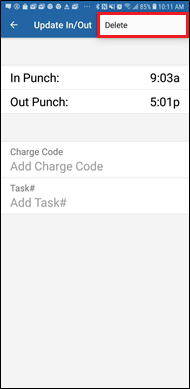 85% 10:11 AM
Update In/Out
Delete
In Punch: 9:03a
Out Punch: 5:01p
Charge Code
Add Charge Code
Task#
Add Task#